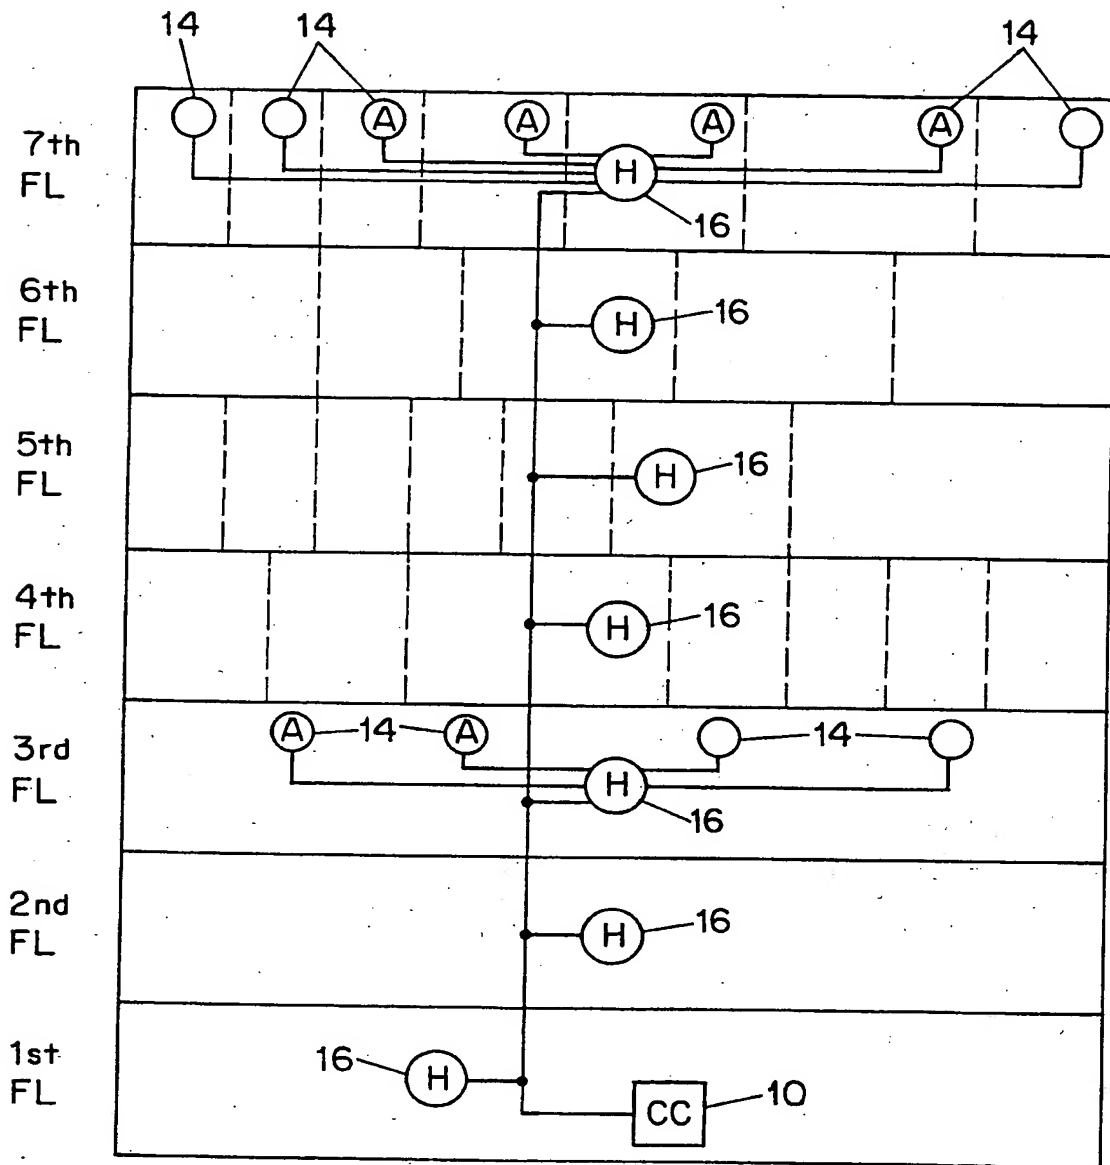 14 14 14
7th FL A A A A
H
16
6th FL H 16
5th FL H 16
4th FL H 16
3rd FL A 14 A 14
H
16
2nd FL H 16
1st FL 16 H
CC 10